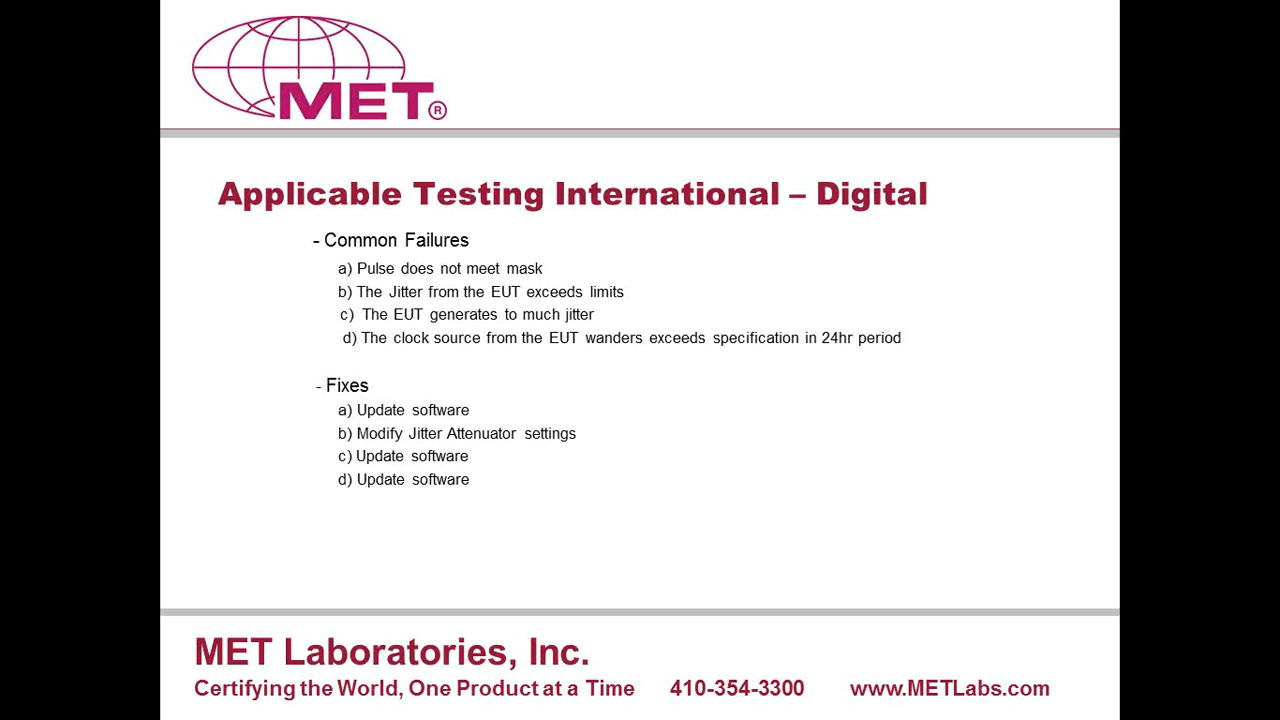 MET®
Applicable Testing International – Digital
- Common Failures
a) Pulse does not meet mask
b) The Jitter from the EUT exceeds limits
c) The EUT generates to much jitter
d) The clock source from the EUT wanders exceeds specification in 24hr period
- Fixes
a) Update software
b) Modify Jitter Attenuator settings
c) Update software
d) Update software
MET Laboratories, Inc.
Certifying the World, One Product at a Time 410-354-3300 www.METLabs.com